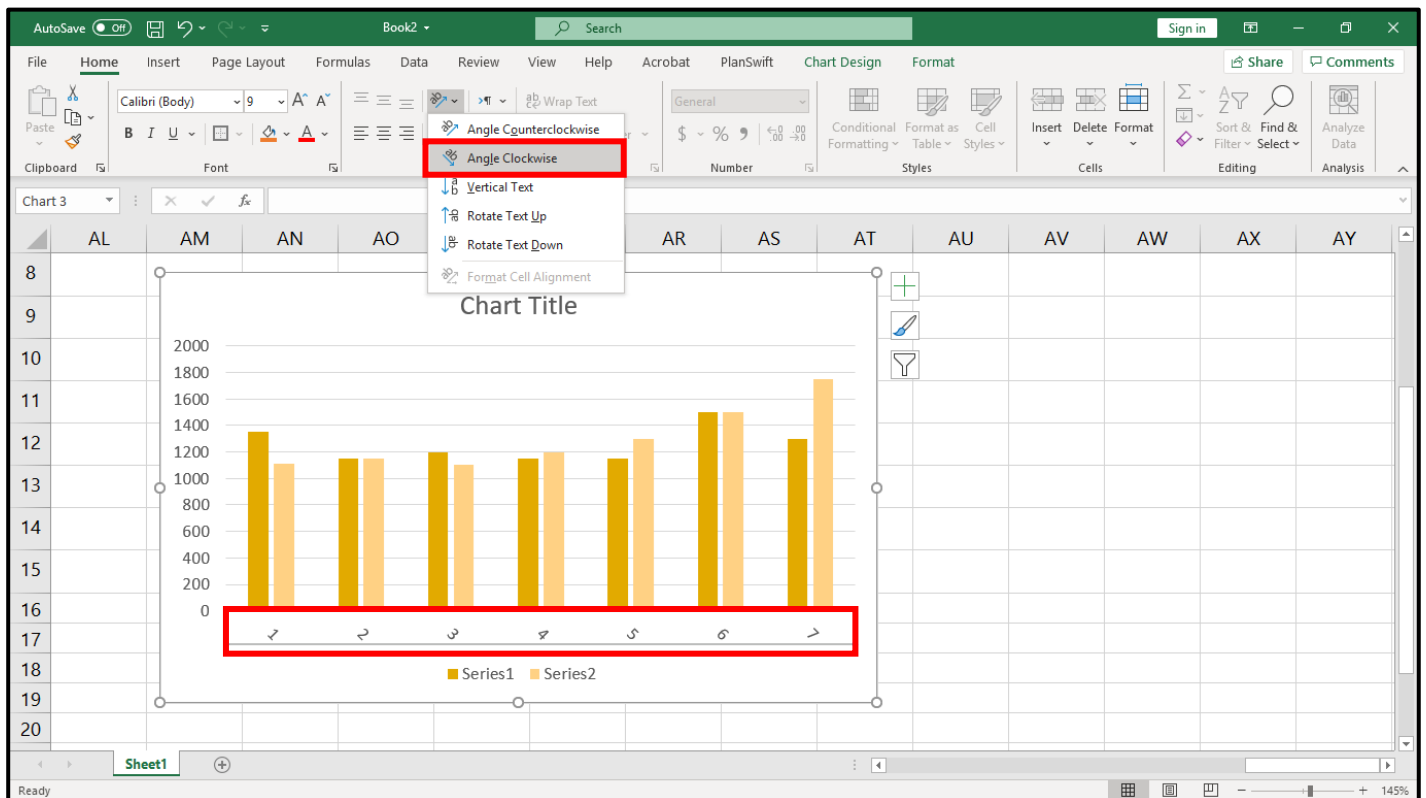 AutoSave Off Book2 Search Sign in
File Home Insert Page Layout Formulas Data Review View Help Acrobat PlanSwift Chart Design Format Share Comments
Paste Calibri (Body) 9 A^ A˅ ab Wrap Text General Conditional Formatting Format as Table Cell Styles Insert Delete Format Sort & Filter Find & Select Analyze Data
B I U A $ %
Clipboard Font Number Styles Cells Editing Analysis
Angle Counterclockwise
Angle Clockwise
Vertical Text
Rotate Text Up
Rotate Text Down
Format Cell Alignment
Chart 3 fx
AL AM AN AO AR AS AT AU AV AW AX AY
8
9
10
11
12
13
14
15
16
17
18
19
20
Chart Title
2000
1800
1600
1400
1200
1000
800
600
400
200
0
1 2 3 4 5 6 7
Series1 Series2
Sheet1
Ready 145%